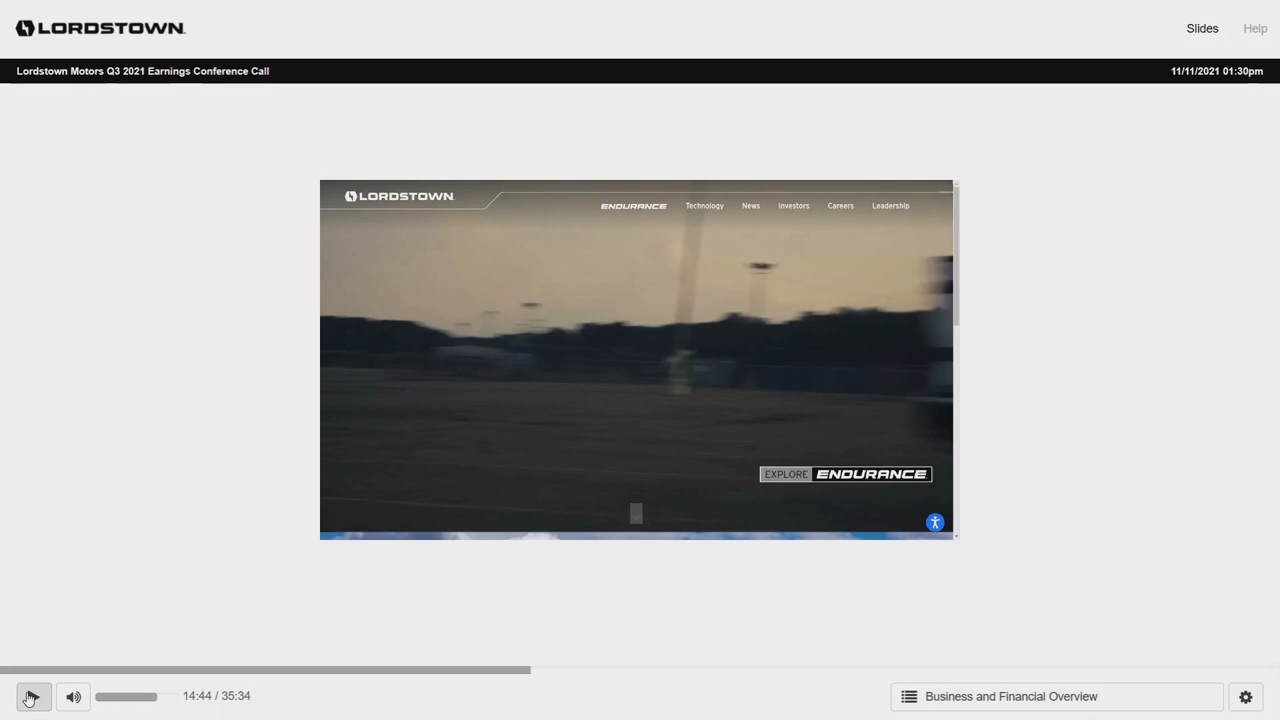 LORDSTOWN
Slides
Help
Lordstown Motors Q3 2021 Earnings Conference Call
11/11/2021 01:30pm
LORDSTOWN
ENDURANCE
Technology
News
Investors
Careers
Leadership
EXPLORE ENDURANCE
14:44 / 35:34
Business and Financial Overview